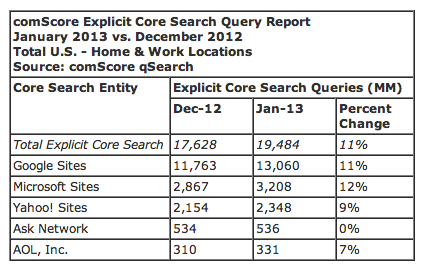 comScore Explicit Core Search Query Report
January 2013 vs. December 2012
Total U.S. - Home & Work Locations
Source: comScore qSearch
Core Search Entity Explicit Core Search Queries (MM)
Dec-12 Jan-13 Percent
Change
Total Explicit Core Search 17,628 19,484 11%
Google Sites 11,763 13,060 11%
Microsoft Sites 2,867 3,208 12%
Yahoo! Sites 2,154 2,348 9%
Ask Network 534 536 0%
AOL, Inc. 310 331 7%